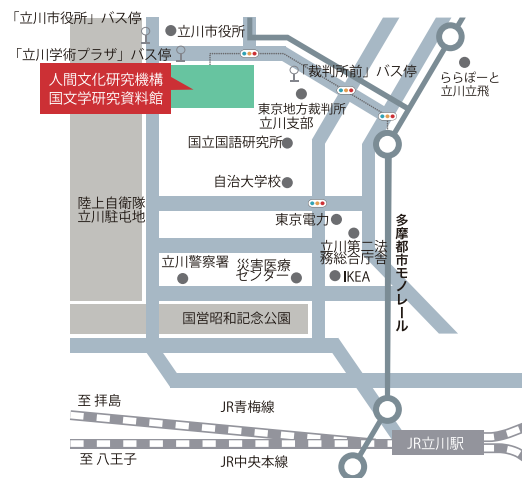 「立川市役所」バス停
立川市役所
「立川学術プラザ」バス停
「裁判所前」バス停
人間文化研究機構
国文学研究資料館
ららぽーと
立川立飛
東京地方裁判所
立川支部
国立国語研究所
自治大学校
陸上自衛隊
立川駐屯地
東京電力
多摩都市モノレール
立川第二法
務総合庁舎
立川警察署
災害医療
センター
IKEA
国営昭和記念公園
至 拝島
JR青梅線
JR立川駅
至 八王子
JR中央本線